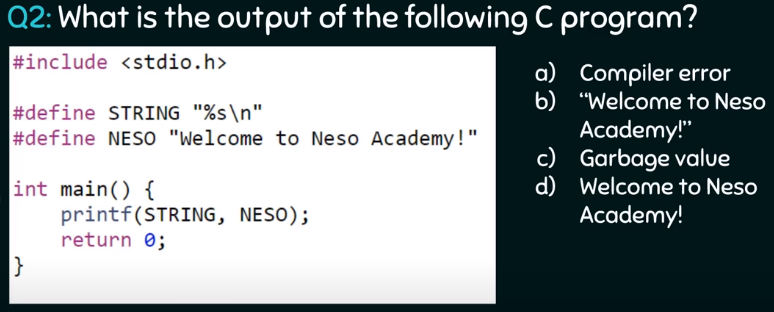 Q2: What is the output of the following C program?
#include <stdio.h>
#define STRING "%s\n"
#define NESO "Welcome to Neso Academy!"
int main() {
printf(STRING, NESO);
return 0;
}
a) Compiler error
b) “Welcome to Neso
Academy!”
c) Garbage value
d) Welcome to Neso
Academy!